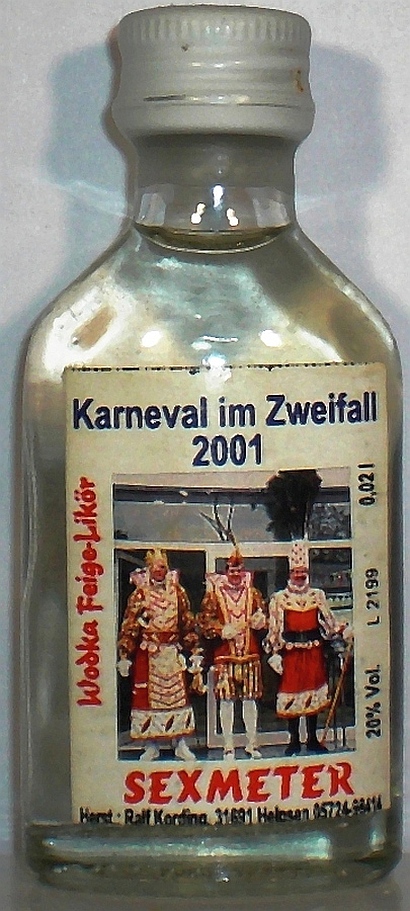 Karneval im Zweifall
2001
Wodka Feige-Likör
20% Vol. L 2199 0,02 l
SEXMETER
Herst.: Ralf Kording, 31691 Helpsen 05724-98414